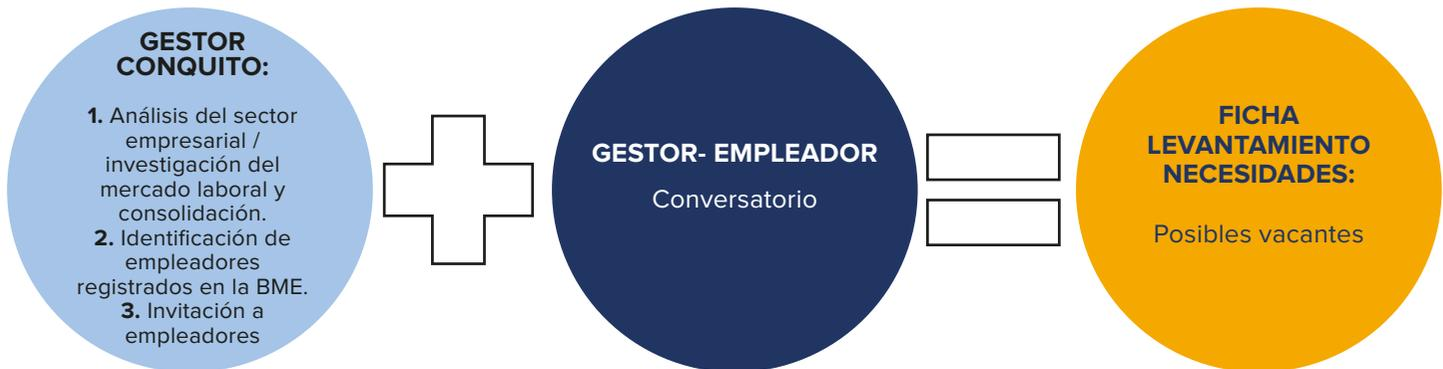 GESTOR
CONQUITO:
1. Análisis del sector
empresarial /
investigación del
mercado laboral y
consolidación.
2. Identificación de
empleadores
registrados en la BME.
3. Invitación a
empleadores
GESTOR- EMPLEADOR
Conversatorio
FICHA
LEVANTAMIENTO
NECESIDADES:
Posibles vacantes